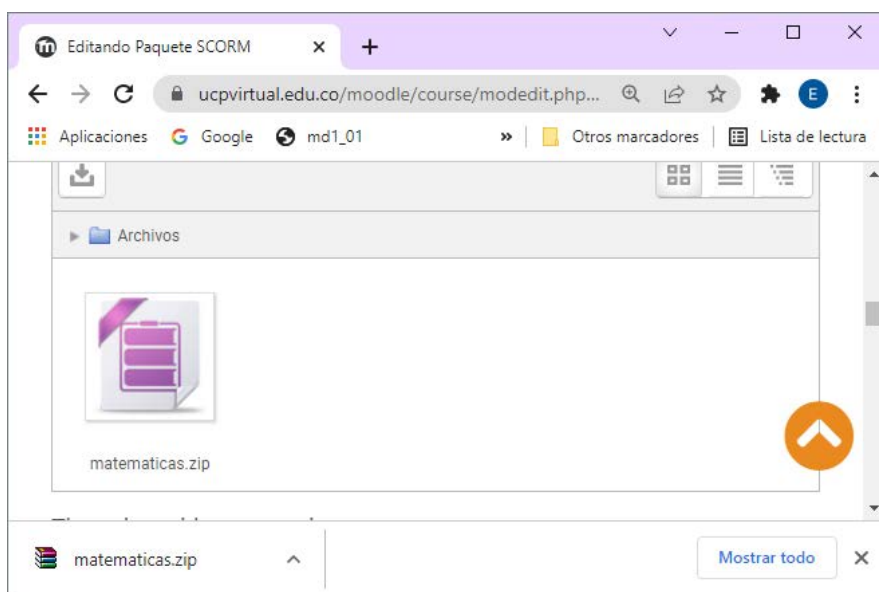 Editando Paquete SCORM
ucpvirtual.edu.co/moodle/course/modedit.php...
E
Aplicaciones Google md1_01 » Otros marcadores Lista de lectura
Archivos
matematicas.zip
matematicas.zip Mostrar todo